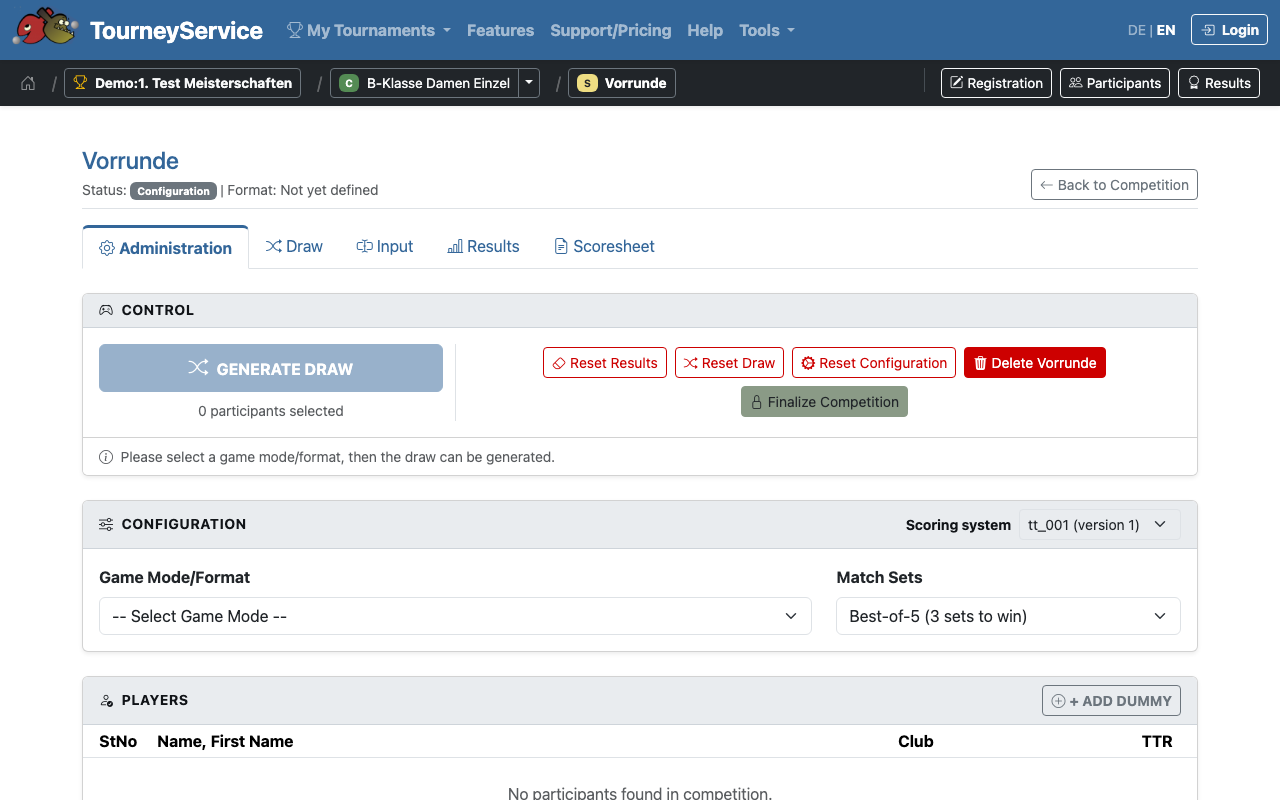 TourneyService My Tournaments Features Support/Pricing Help Tools DE | EN Login
/ Demo:1. Test Meisterschaften / C B-Klasse Damen Einzel / S Vorrunde Registration Participants Results
Vorrunde
Status: Configuration | Format: Not yet defined
← Back to Competition
Administration Draw Input Results Scoresheet
CONTROL
GENERATE DRAW
0 participants selected
Reset Results Reset Draw Reset Configuration Delete Vorrunde
Finalize Competition
Please select a game mode/format, then the draw can be generated.
CONFIGURATION Scoring system tt_001 (version 1)
Game Mode/Format Match Sets
-- Select Game Mode -- Best-of-5 (3 sets to win)
PLAYERS + ADD DUMMY
StNo Name, First Name Club TTR
No participants found in competition.